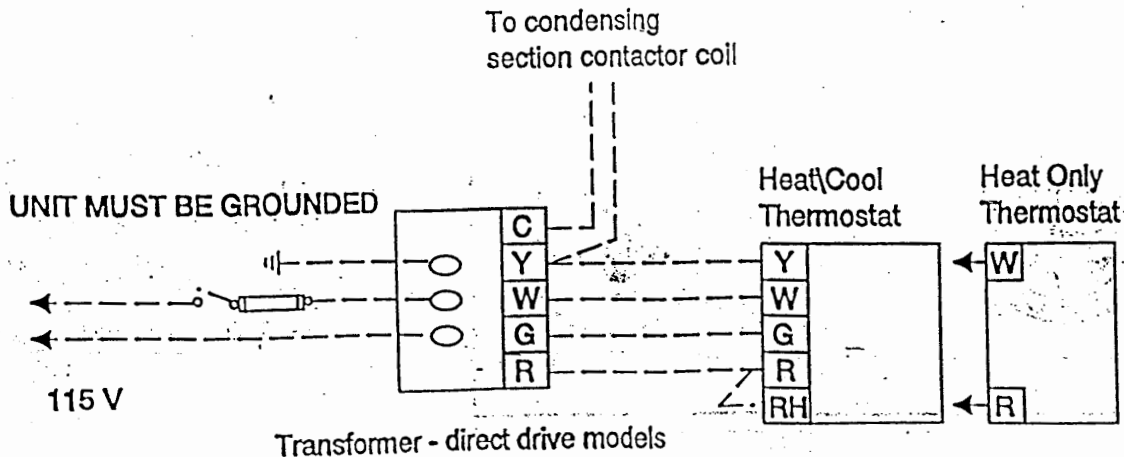 To condensing
section contactor coil
UNIT MUST BE GROUNDED
Heat\Cool
Thermostat
Heat Only
Thermostat
C
Y
W
G
R
Y
W
G
R
RH
W
R
115 V
Transformer - direct drive models